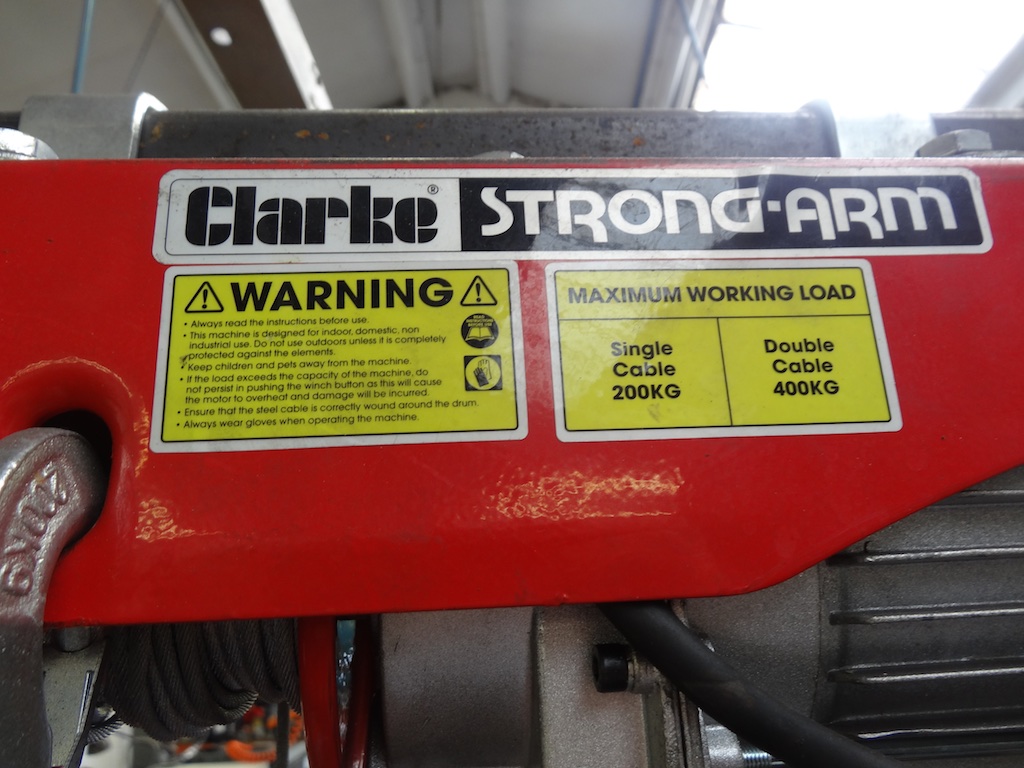 Clarke® STRONG-ARM
WARNING
• Always read the instructions before use.
• This machine is designed for indoor, domestic, non
industrial use. Do not use outdoors unless it is completely
protected against the elements.
• Keep children and pets away from the machine.
• If the load exceeds the capacity of the machine, do
not persist in pushing the winch button as this will cause
the motor to overheat and damage will be incurred.
• Ensure that the steel cable is correctly wound around the drum.
• Always wear gloves when operating the machine.
READ
INSTRUCTIONS
BEFORE USE
MAXIMUM WORKING LOAD
Single
Cable
200KG
Double
Cable
400KG
200Kg